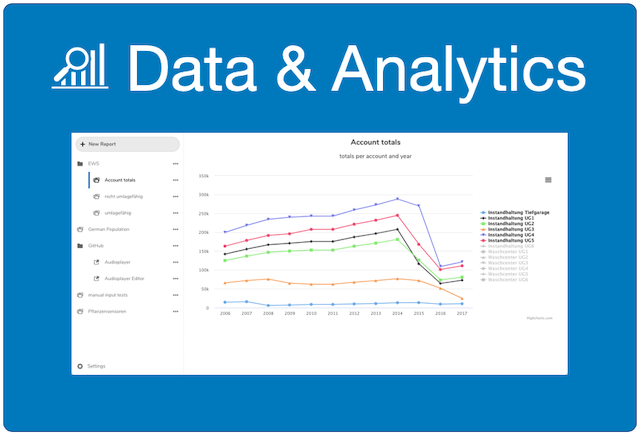 Data & Analytics
New Report
EWS
Account totals
nicht umlagefähig
umlagefähig
German Population
GitHub
Audioplayer
Audioplayer Editor
manual input tests
Pflanzensensoren
Settings
Account totals
totals per account and year
350k
300k
250k
200k
150k
100k
50k
0
2006 2007 2008 2009 2010 2011 2012 2013 2014 2015 2016 2017
Instandhaltung Tiefgarage
Instandhaltung UG1
Instandhaltung UG2
Instandhaltung UG3
Instandhaltung UG4
Instandhaltung UG5
Instandhaltung UG6
Waschcenter UG1
Waschcenter UG2
Waschcenter UG3
Waschcenter UG4
Waschcenter UG5
Waschcenter UG6
Highcharts.com